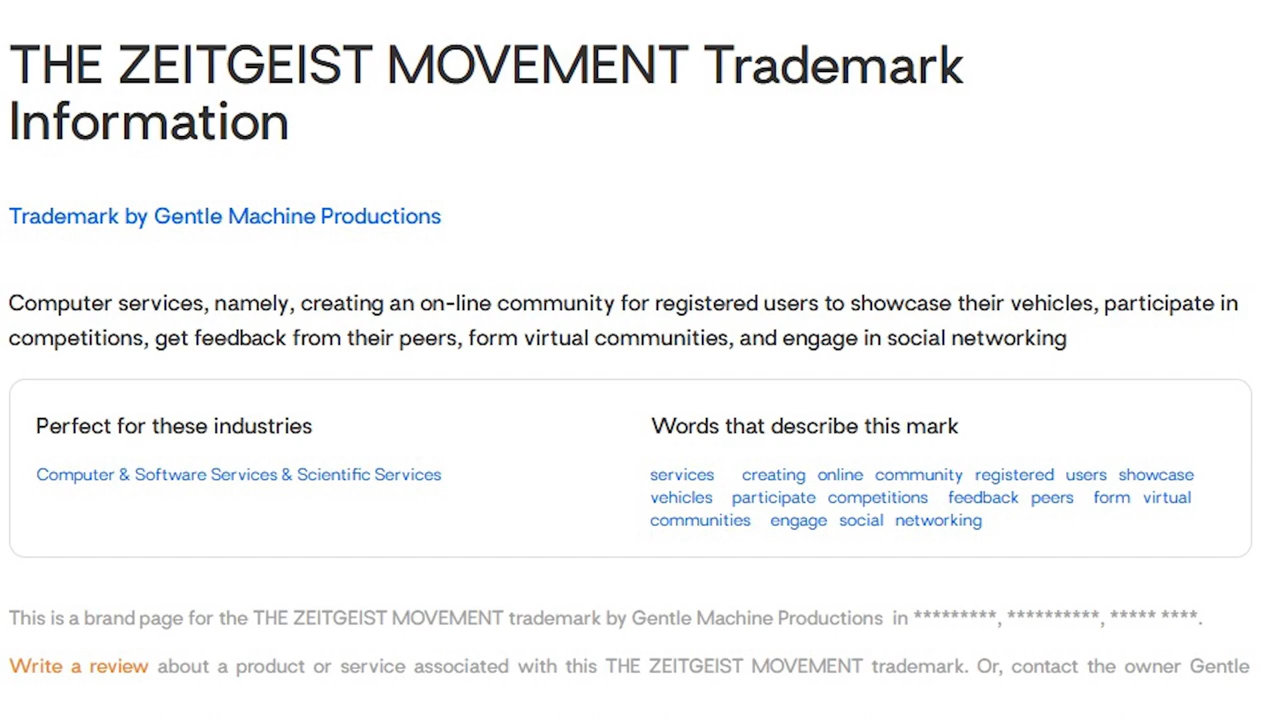 THE ZEITGEIST MOVEMENT Trademark
Information
Trademark by Gentle Machine Productions
Computer services, namely, creating an on-line community for registered users to showcase their vehicles, participate in
competitions, get feedback from their peers, form virtual communities, and engage in social networking
Perfect for these industries
Computer & Software Services & Scientific Services
Words that describe this mark
services creating online community registered users showcase
vehicles participate competitions feedback peers form virtual
communities engage social networking
This is a brand page for the THE ZEITGEIST MOVEMENT trademark by Gentle Machine Productions in *********, **********, ***** ****.
Write a review about a product or service associated with this THE ZEITGEIST MOVEMENT trademark. Or, contact the owner Gentle